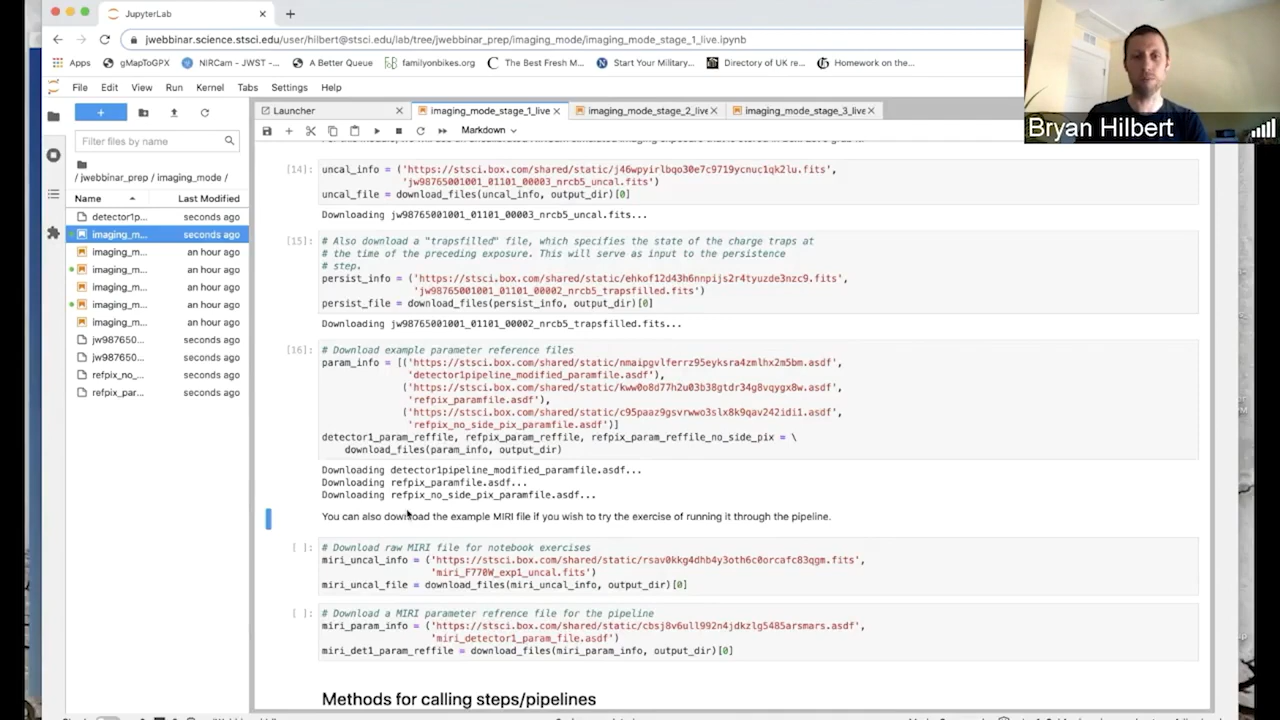 JupyterLab
jwebbinar.science.stsci.edu/user/hilbert@stsci.edu/lab/tree/jwebbinar_prep/imaging_mode/imaging_mode_stage_1_live.ipynb
Apps gMapToGPX NIRCam - JWST -... A Better Queue familyonbikes.org The Best Fresh M... Start Your Military... Directory of UK re... Homework on the...
Bryan Hilbert
File Edit View Run Kernel Tabs Settings Help
Launcher imaging_mode_stage_1_live imaging_mode_stage_2_live imaging_mode_stage_3_live
Filter files by name
Markdown
/ jwebbinar_prep / imaging_mode /
Name Last Modified
detector1p... seconds ago
imaging_m... seconds ago
imaging_m... an hour ago
imaging_m... an hour ago
imaging_m... an hour ago
imaging_m... an hour ago
imaging_m... an hour ago
jw987650... seconds ago
jw987650... seconds ago
refpix_no_... seconds ago
refpix_par... seconds ago
[14]: uncal_info = ('https://stsci.box.com/shared/static/j46wpyirlbqo30e7c9719ycnuc1qk2lu.fits',
'jw98765001001_01101_00003_nrcb5_uncal.fits')
uncal_file = download_files(uncal_info, output_dir)[0]
Downloading jw98765001001_01101_00003_nrcb5_uncal.fits...
[15]: # Also download a "trapsfilled" file, which specifies the state of the charge traps at
# the time of the preceding exposure. This will serve as input to the persistence
# step.
persist_info = ('https://stsci.box.com/shared/static/ehkof12d43h6nnpijs2r4tyuzde3nzc9.fits',
'jw98765001001_01101_00002_nrcb5_trapsfilled.fits')
persist_file = download_files(persist_info, output_dir)[0]
Downloading jw98765001001_01101_00002_nrcb5_trapsfilled.fits...
[16]: # Download example parameter reference files
param_info = [('https://stsci.box.com/shared/static/nmaipgvlferrz95eyksra4zmlhx2m5bm.asdf',
'detector1pipeline_modified_paramfile.asdf'),
('https://stsci.box.com/shared/static/kww0o8d77h2u03b38gtdr34g8vqygx8w.asdf',
'refpix_paramfile.asdf'),
('https://stsci.box.com/shared/static/c95paaz9gsvrwwo3slx8k9qav242idi1.asdf',
'refpix_no_side_pix_paramfile.asdf')]
detector1_param_reffile, refpix_param_reffile, refpix_param_reffile_no_side_pix = \
download_files(param_info, output_dir)
Downloading detector1pipeline_modified_paramfile.asdf...
Downloading refpix_paramfile.asdf...
Downloading refpix_no_side_pix_paramfile.asdf...
You can also download the example MIRI file if you wish to try the exercise of running it through the pipeline.
[ ]: # Download raw MIRI file for notebook exercises
miri_uncal_info = ('https://stsci.box.com/shared/static/rsav0kkg4dhb4y3oth6c0orcafc83qgm.fits',
'miri_F770W_exp1_uncal.fits')
miri_uncal_file = download_files(miri_uncal_info, output_dir)[0]
[ ]: # Download a MIRI parameter refrence file for the pipeline
miri_param_info = ('https://stsci.box.com/shared/static/cbsj8v6ull992n4jdkzlg5485arsmars.asdf',
'miri_detector1_param_file.asdf')
miri_det1_param_reffile = download_files(miri_param_info, output_dir)[0]
Methods for calling steps/pipelines